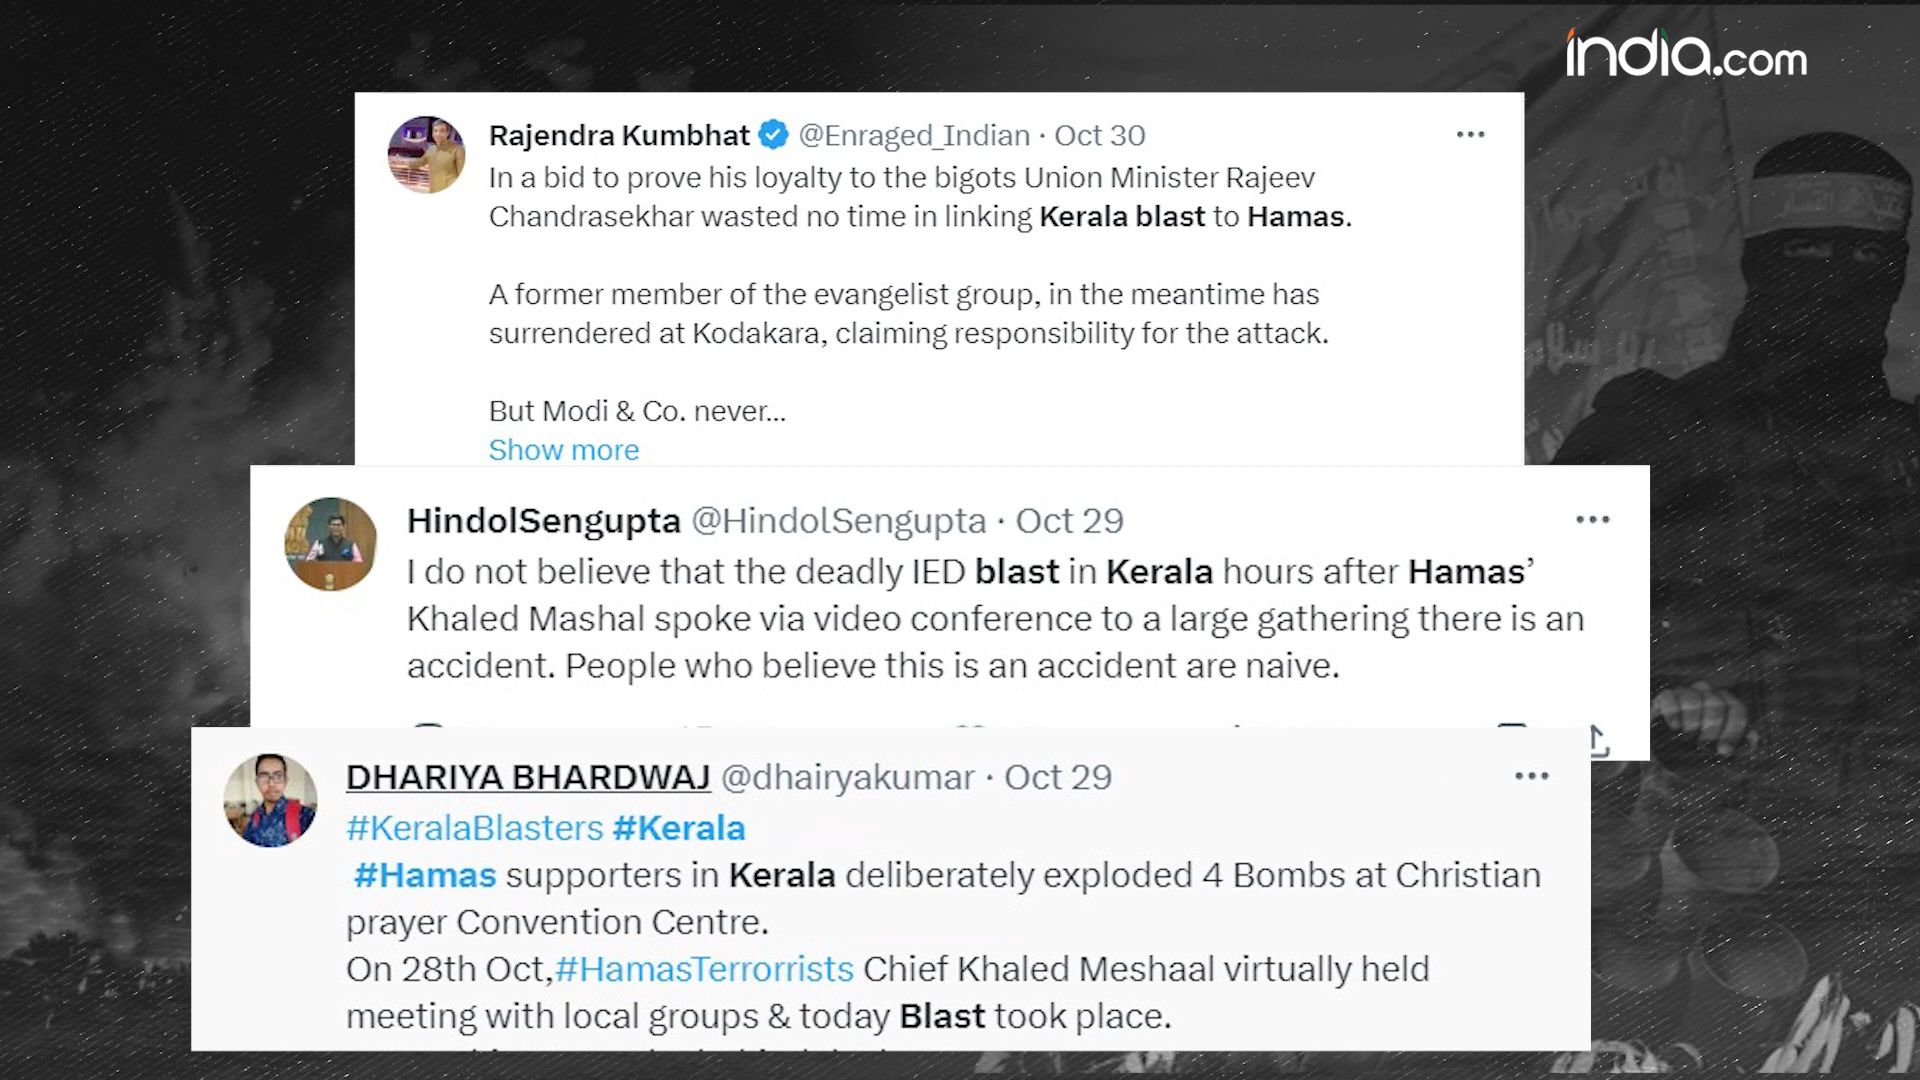 india.com
Rajendra Kumbhat @Enraged_Indian · Oct 30
In a bid to prove his loyalty to the bigots Union Minister Rajeev
Chandrasekhar wasted no time in linking Kerala blast to Hamas.
A former member of the evangelist group, in the meantime has
surrendered at Kodakara, claiming responsibility for the attack.
But Modi & Co. never...
Show more
HindolSengupta @HindolSengupta · Oct 29
I do not believe that the deadly IED blast in Kerala hours after Hamas’
Khaled Mashal spoke via video conference to a large gathering there is an
accident. People who believe this is an accident are naive.
DHARIYA BHARDWAJ @dhairyakumar · Oct 29
#KeralaBlasters #Kerala
#Hamas supporters in Kerala deliberately exploded 4 Bombs at Christian
prayer Convention Centre.
On 28th Oct,#HamasTerrorrists Chief Khaled Meshaal virtually held
meeting with local groups & today Blast took place.